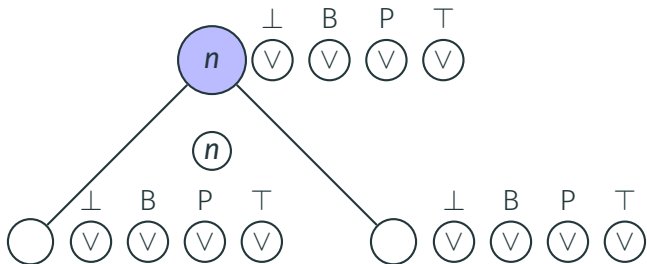 ⊥ B P ⊤
n ∨ ∨ ∨ ∨
n
⊥ B P ⊤ ⊥ B P ⊤
∨ ∨ ∨ ∨ ∨ ∨ ∨ ∨